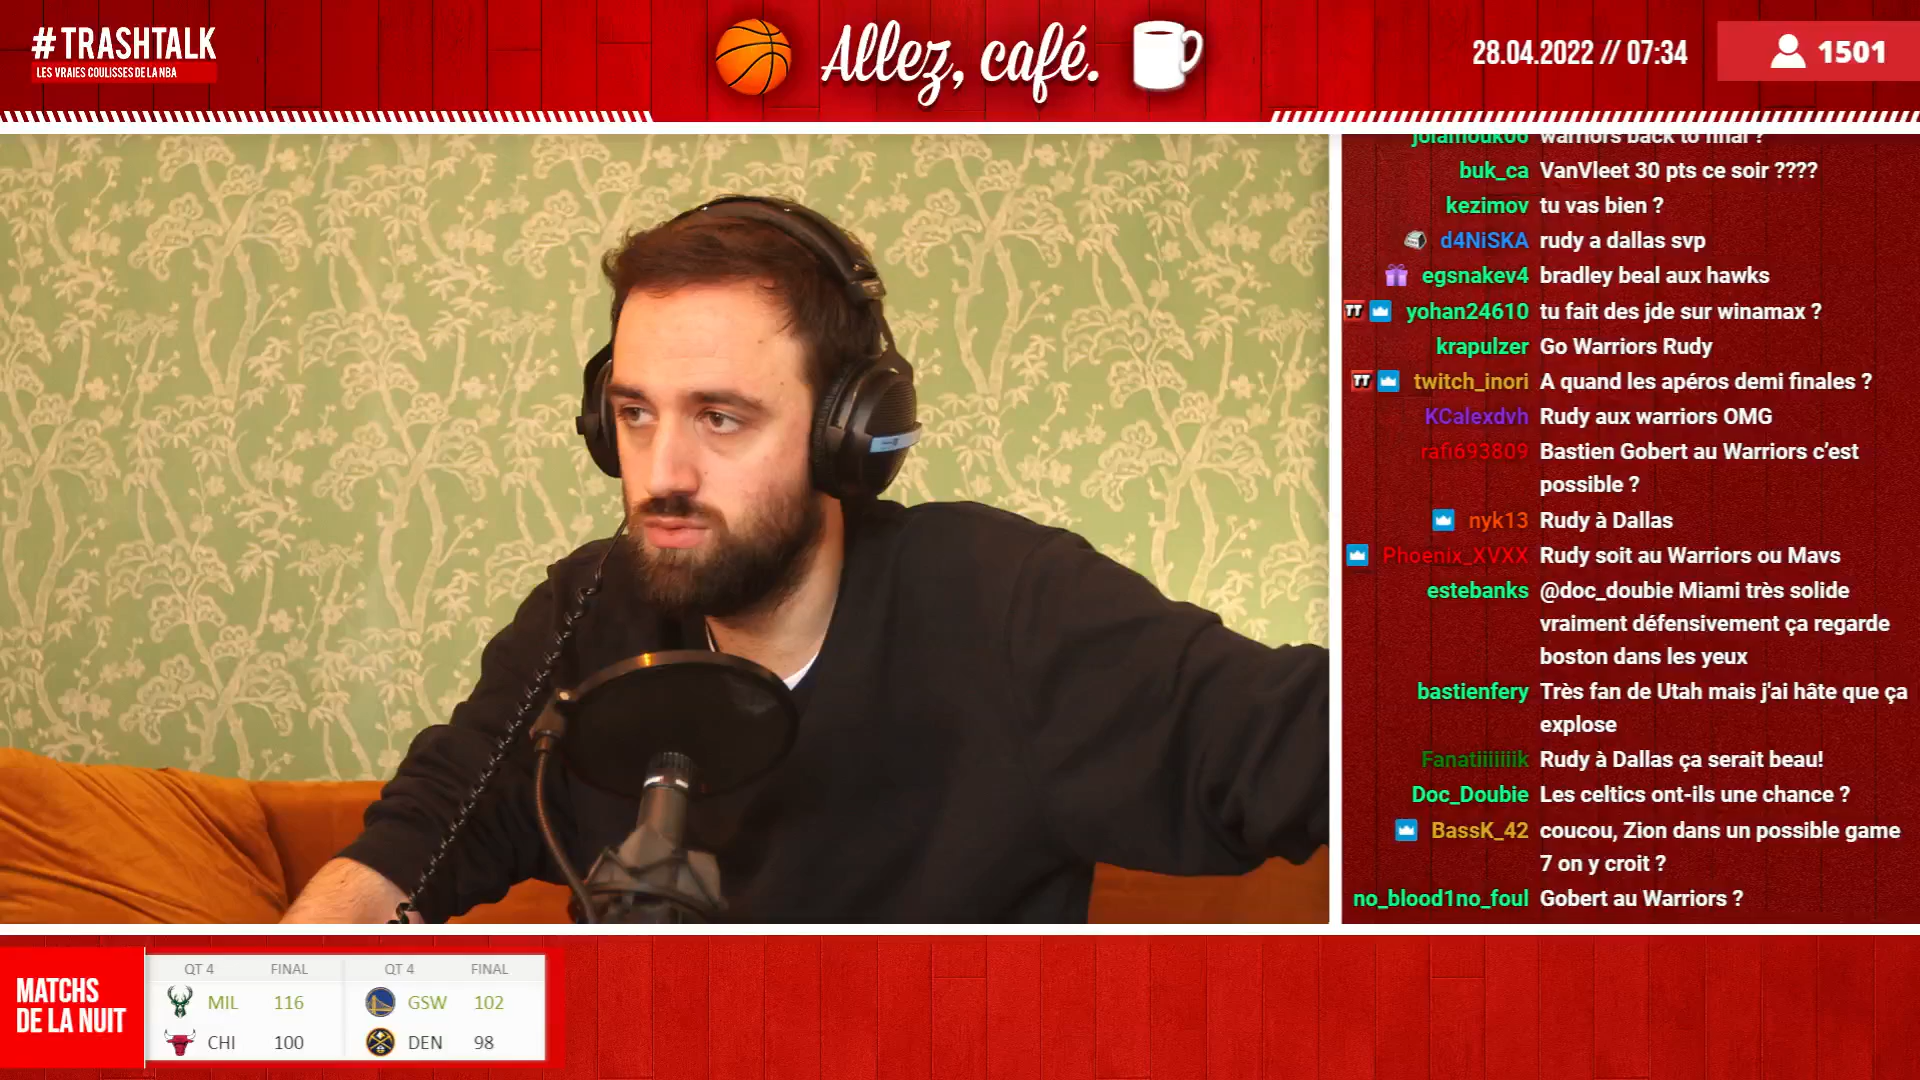 #TRASHTALK
LES VRAIES COULISSES DE LA NBA
Allez, café.
28.04.2022 // 07:34
1501
jolamouk06 warriors back to final ?
buk_ca VanVleet 30 pts ce soir ????
kezimov tu vas bien ?
d4NiSKA rudy a dallas svp
egsnakev4 bradley beal aux hawks
TT yohan24610 tu fait des jde sur winamax ?
krapulzer Go Warriors Rudy
TT twitch_inori A quand les apéros demi finales ?
KCalexdvh Rudy aux warriors OMG
rafi693809 Bastien Gobert au Warriors c’est
possible ?
nyk13 Rudy à Dallas
Phoenix_XVXX Rudy soit au Warriors ou Mavs
estebanks @doc_doubie Miami très solide
vraiment défensivement ça regarde
boston dans les yeux
bastienfery Très fan de Utah mais j'ai hâte que ça
explose
Fanatiiiiiiik Rudy à Dallas ça serait beau!
Doc_Doubie Les celtics ont-ils une chance ?
BassK_42 coucou, Zion dans un possible game
7 on y croit ?
no_blood1no_foul Gobert au Warriors ?
MATCHS
DE LA NUIT
QT 4 FINAL
MIL 116
CHI 100
QT 4 FINAL
GSW 102
DEN 98